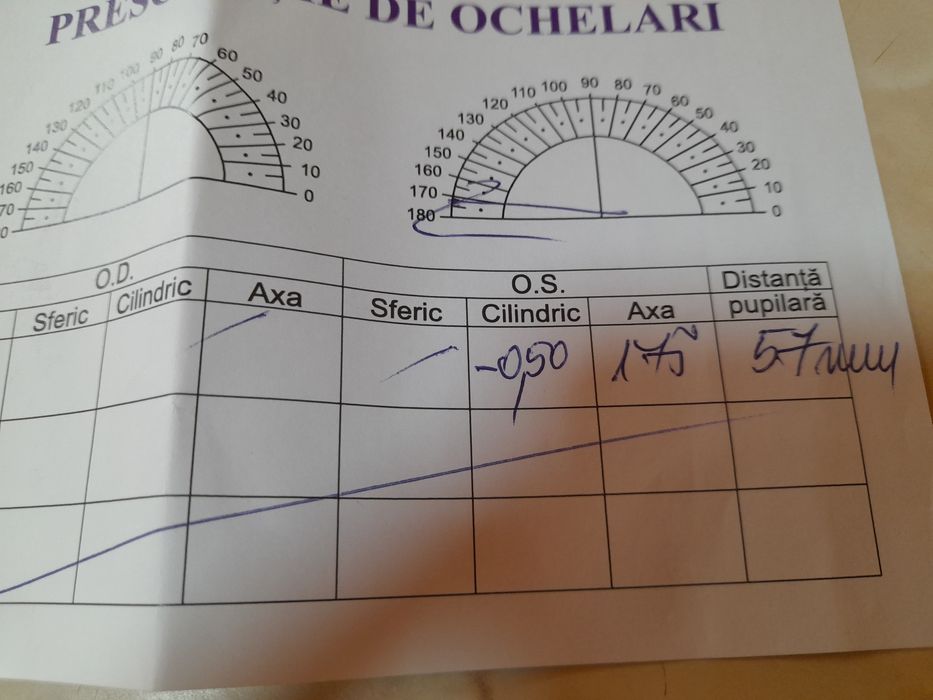 PRESCRIPȚIE DE OCHELARI
90 80 70 60 50 40 30 20 10 0
100 110 120 130 140 150 160 70 0
180 170 160 150 140 130 120 110 100 90 80 70 60 50 40 30 20 10 0
O.D. O.S. Distanță pupilară
Sferic Cilindric Axa Sferic Cilindric Axa
-0,50 175 57 mm